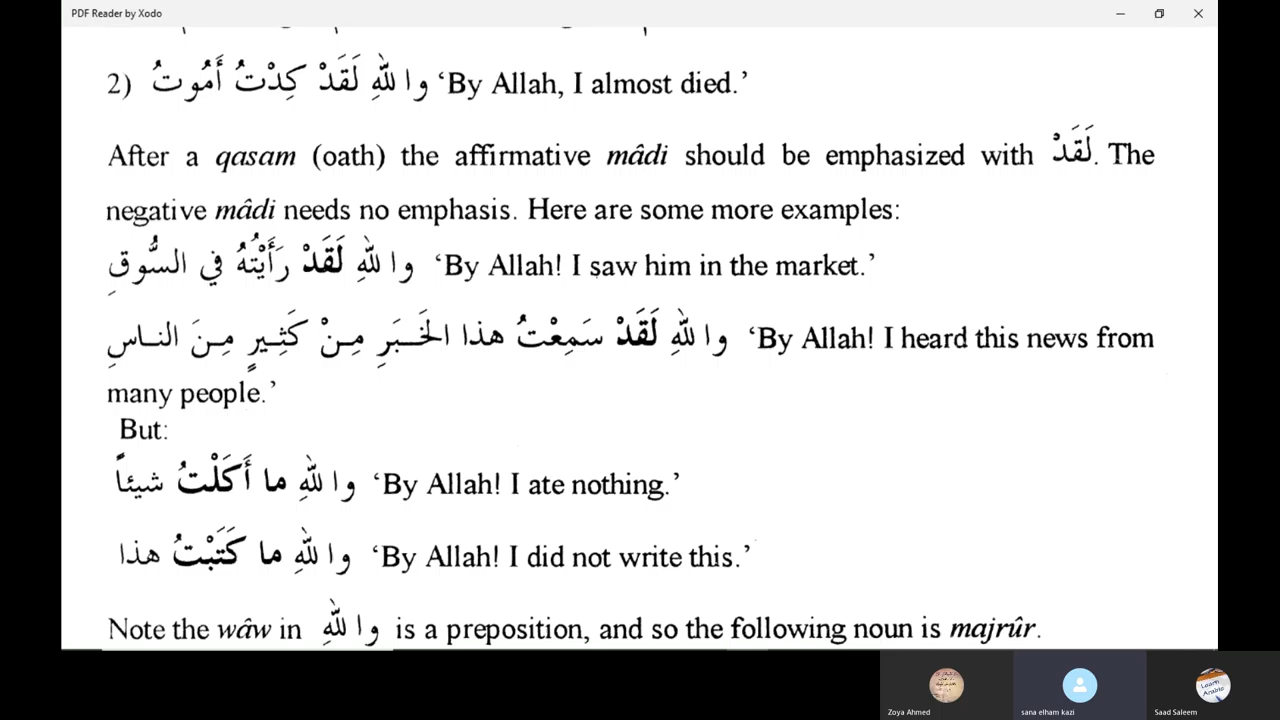 PDF Reader by Xodo
2) واللهِ لَقَدْ كِدْتُ أَمُوتُ ‘By Allah, I almost died.’
After a qasam (oath) the affirmative mâdi should be emphasized with لَقَدْ. The
negative mâdi needs no emphasis. Here are some more examples:
واللهِ لَقَدْ رَأَيْتُهُ في السُّوقِ ‘By Allah! I saw him in the market.’
واللهِ لَقَدْ سَمِعْتُ هذا الخَبَرِ مِنْ كَثِيرٍ مِنَ الناسِ ‘By Allah! I heard this news from
many people.’
But:
واللهِ ما أَكَلْتُ شيئاً ‘By Allah! I ate nothing.’
واللهِ ما كَتَبْتُ هذا ‘By Allah! I did not write this.’
Note the wâw in واللهِ is a preposition, and so the following noun is majrûr.
Learn Arabic
Zoya Ahmed
sana elham kazi
Saad Saleem